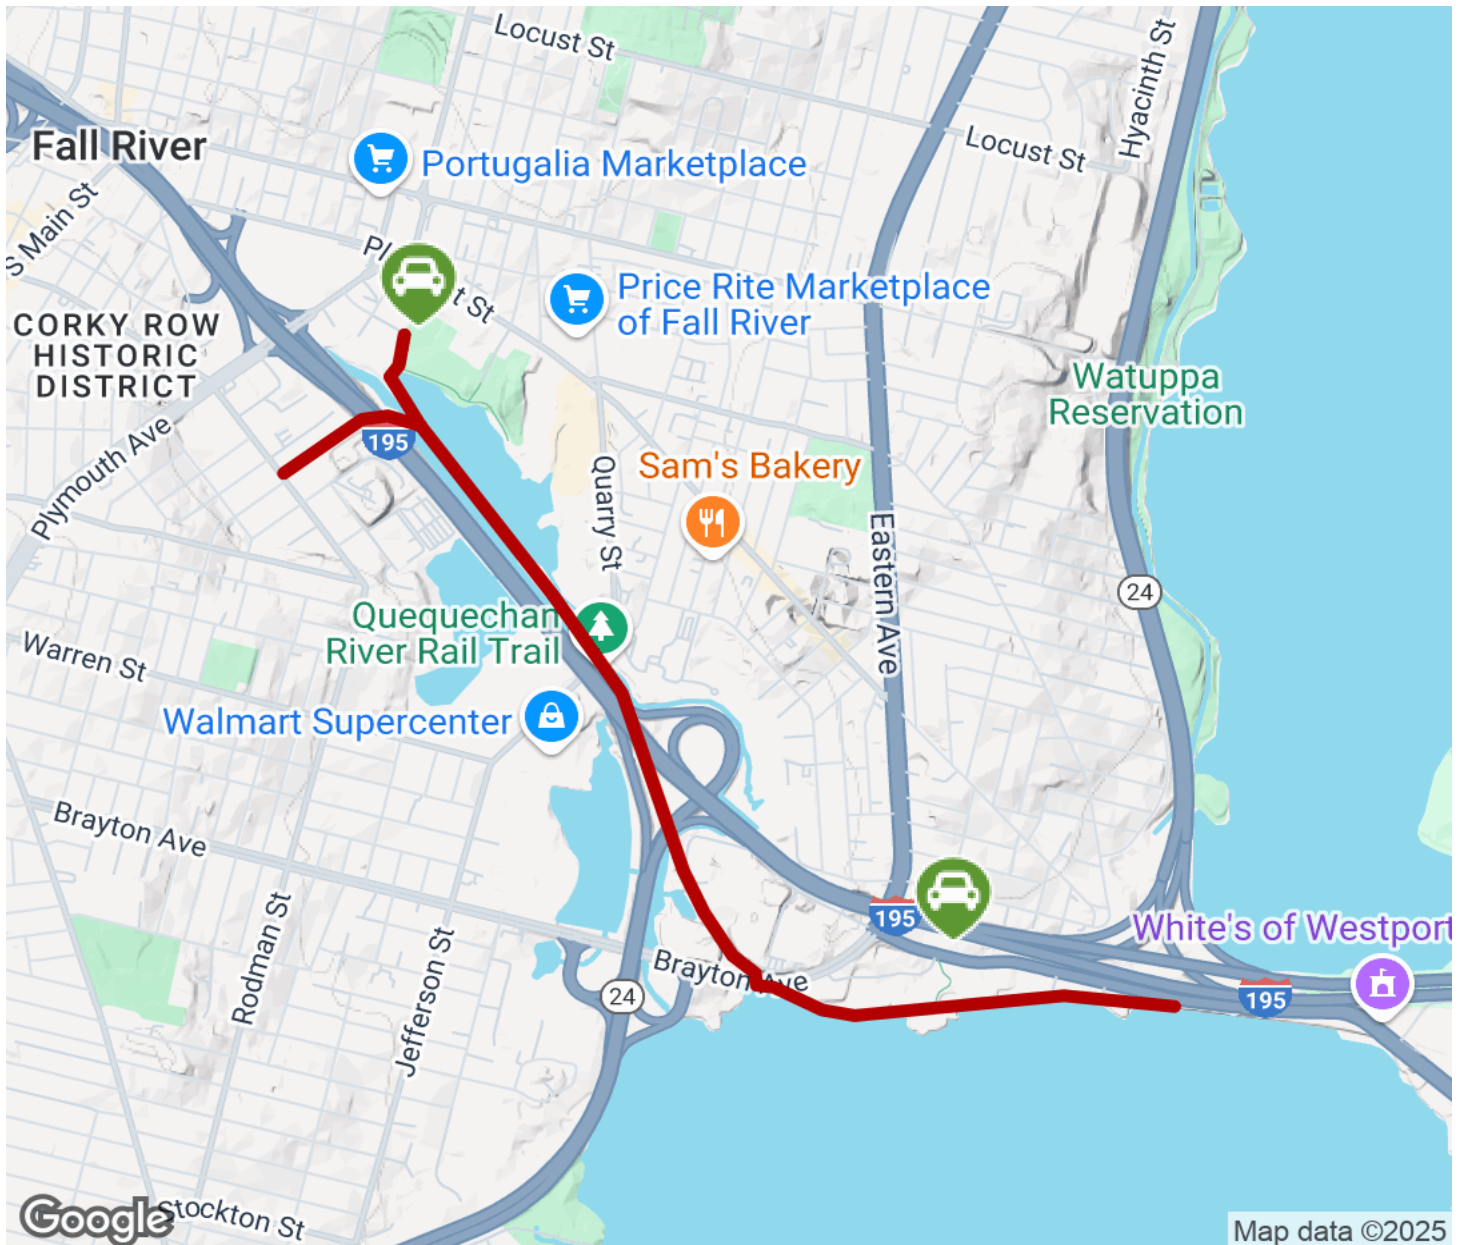 Locust St
Hyacinth St
Fall River
Portugalia Marketplace
Locust St
S Main St
Pl
t St
Price Rite Marketplace
of Fall River
CORKY ROW
HISTORIC
DISTRICT
Watuppa
Reservation
195
Plymouth Ave
Sam's Bakery
Quarry St
Eastern Ave
24
Quequechan
River Rail Trail
Warren St
Walmart Supercenter
Brayton Ave
195
White's of Westport
Rodman St
Jefferson St
Brayton Ave
24
195
Stockton St
Google
Map data ©2025